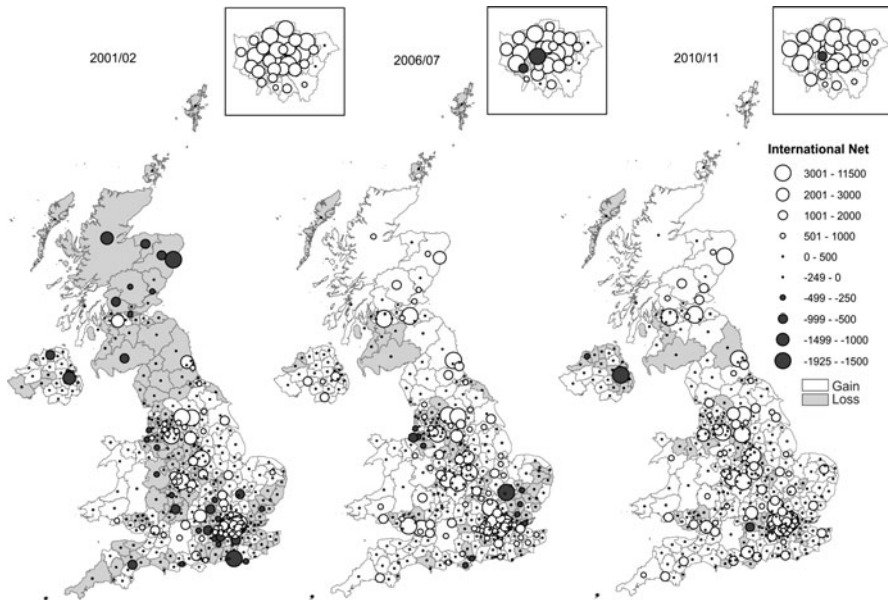 2001/02
2006/07
2010/11
International Net
3001 - 11500
2001 - 3000
1001 - 2000
501 - 1000
0 - 500
-249 - 0
-499 - -250
-999 - -500
-1499 - -1000
-1925 - -1500
Gain
Loss